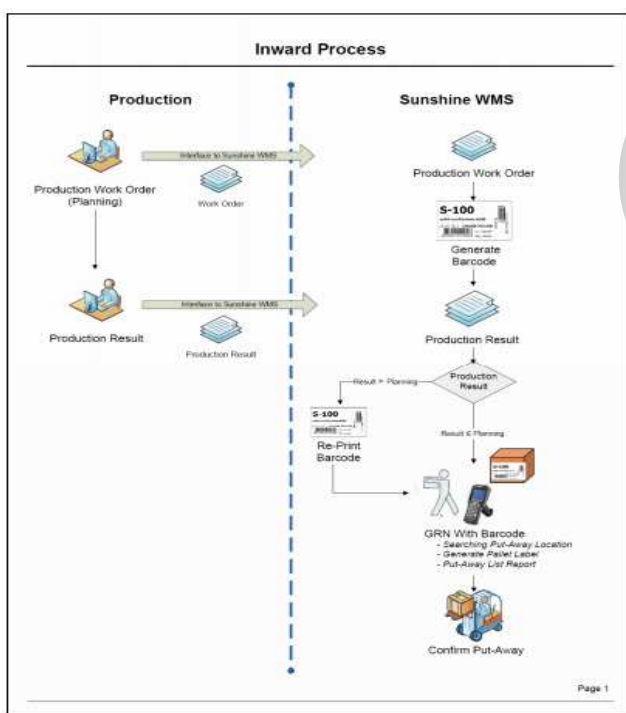 Inward Process
Production
Sunshine WMS
Interface to Sunshine WMS
Work Order
Production Work Order
(Planning)
Production Work Order
S-100
Generate
Barcode
Interface to Sunshine WMS
Production Result
Production Result
Production Result
Production
Result
Result > Planning
Result ≤ Planning
S-100
Re-Print
Barcode
S-100
GRN With Barcode
- Searching Put-Away Location
- Generate Pallet Label
- Put-Away List Report
Confirm Put-Away
Page 1